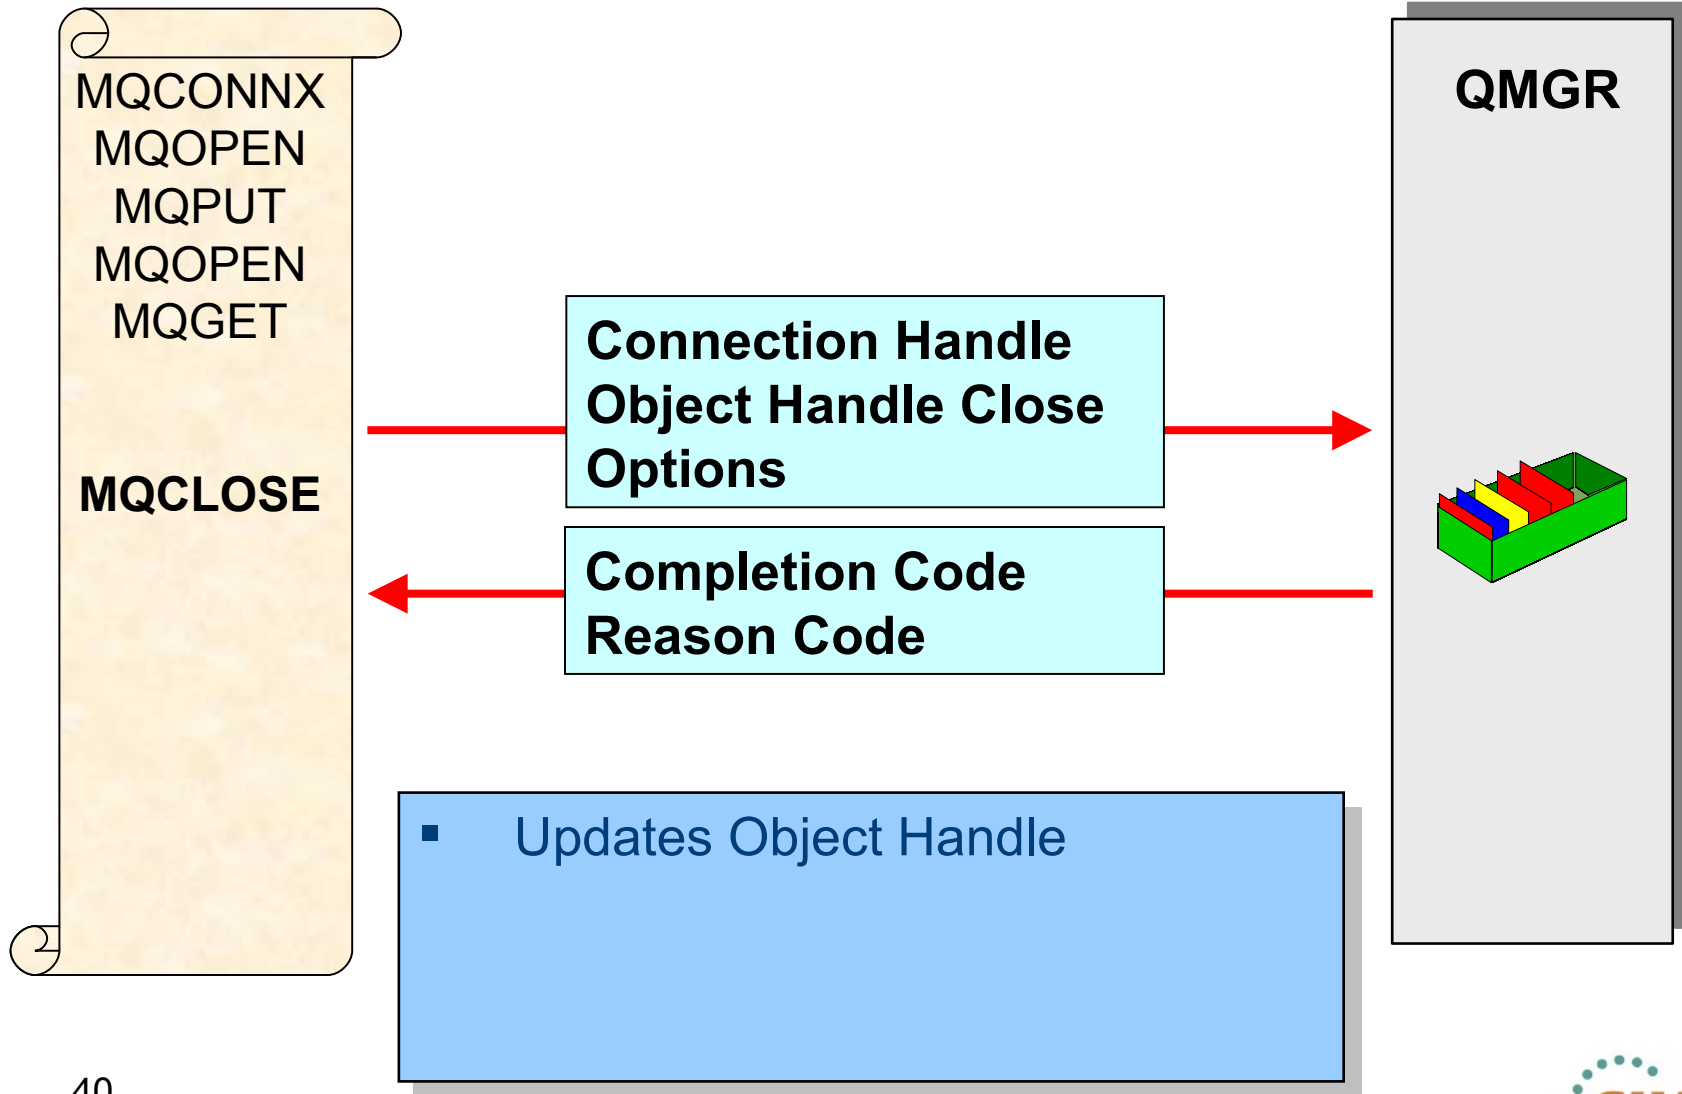 MQCONNX
MQOPEN
MQPUT
MQOPEN
MQGET
MQCLOSE
Connection Handle
Object Handle Close
Options
Completion Code
Reason Code
QMGR
▪ Updates Object Handle
40